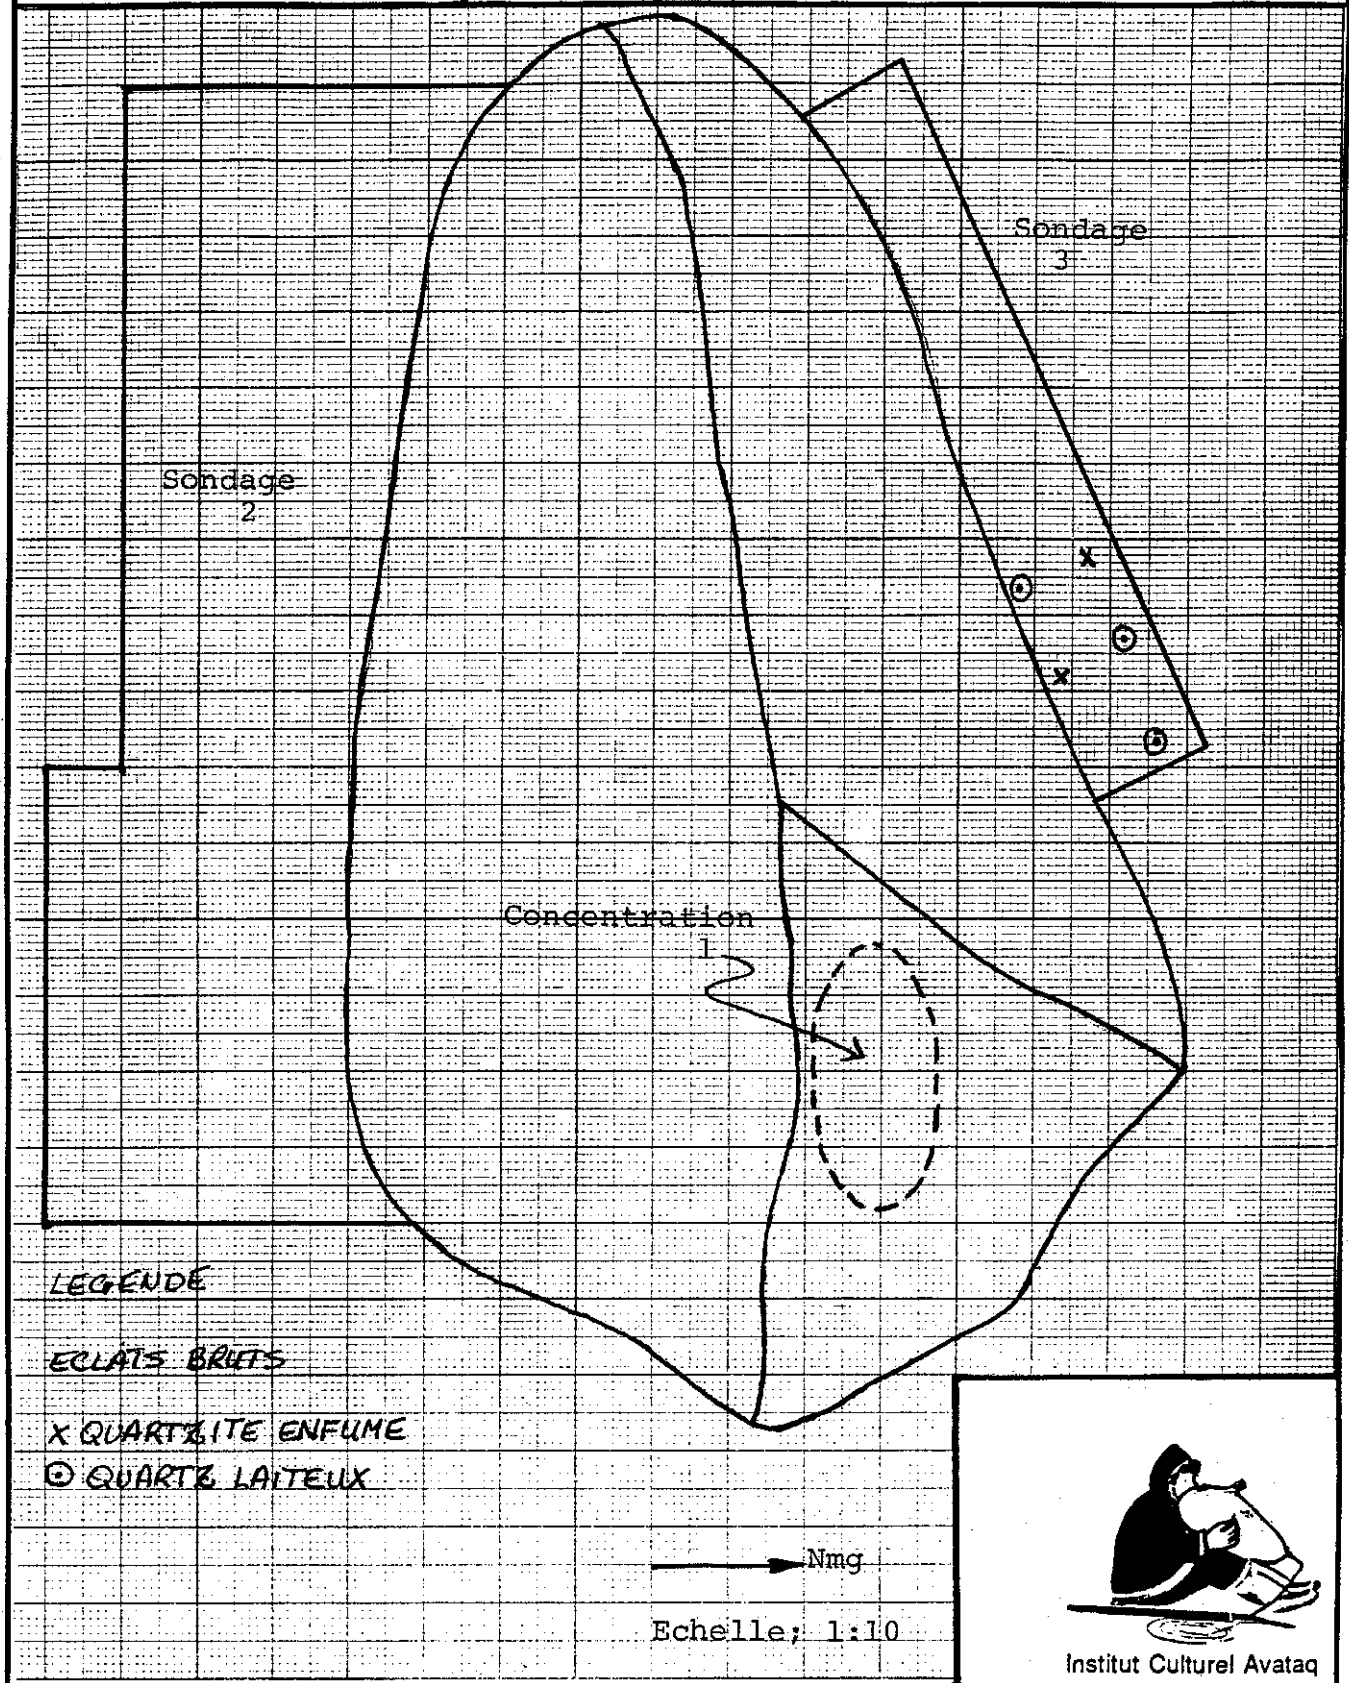 Sondage
3
Sondage
2
Concentration
1
LEGENDE
ECLATS BRUTS
X QUARTZITE ENFUME
⊙ QUARTZ LAITEUX
Nmg
Echelle; 1:10
Institut Culturel Avataq